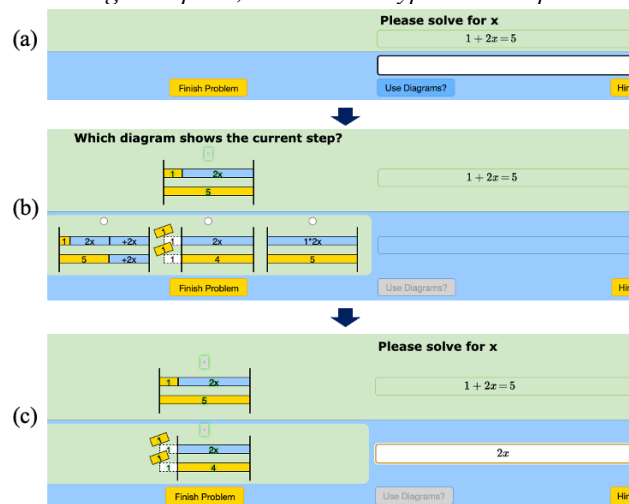 Please solve for x
(a)
1 + 2x = 5
Finish Problem
Use Diagrams?
Which diagram shows the current step?
1 2x
5
1 + 2x = 5
(b)
1 2x +2x
5 +2x
1 1 2x
1 1 4
1*2x
5
Finish Problem
Use Diagrams?
Please solve for x
1 2x
5
1 + 2x = 5
(c)
1 1 2x
1 1 4
2x
Finish Problem
Use Diagrams?